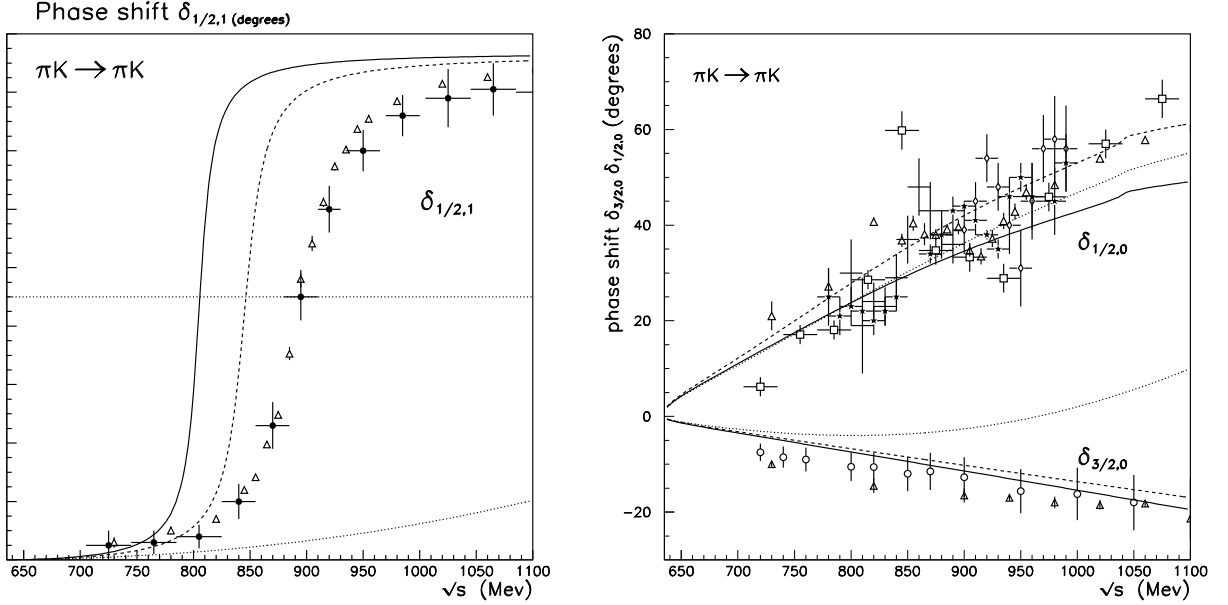 Phase shift δ1/2,1 (degrees)
πK → πK
δ1/2,1
650 700 750 800 850 900 950 1000 1050 1100
√s (Mev)
phase shift δ3/2,0 δ1/2,0 (degrees)
80
60
40
20
0
−20
πK → πK
δ1/2,0
δ3/2,0
650 700 750 800 850 900 950 1000 1050 1100
√s (Mev)